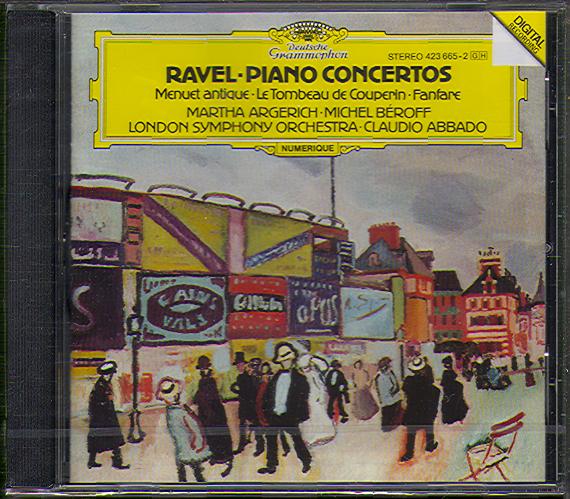 Deutsche
Grammophon
STEREO 423 665-2 GH
DIGITAL
RECORDING
RAVEL·PIANO CONCERTOS
Menuet antique·Le Tombeau de Couperin·Fanfare
MARTHA ARGERICH·MICHEL BÉROFF
LONDON SYMPHONY ORCHESTRA·CLAUDIO ABBADO
NUMERIQUE